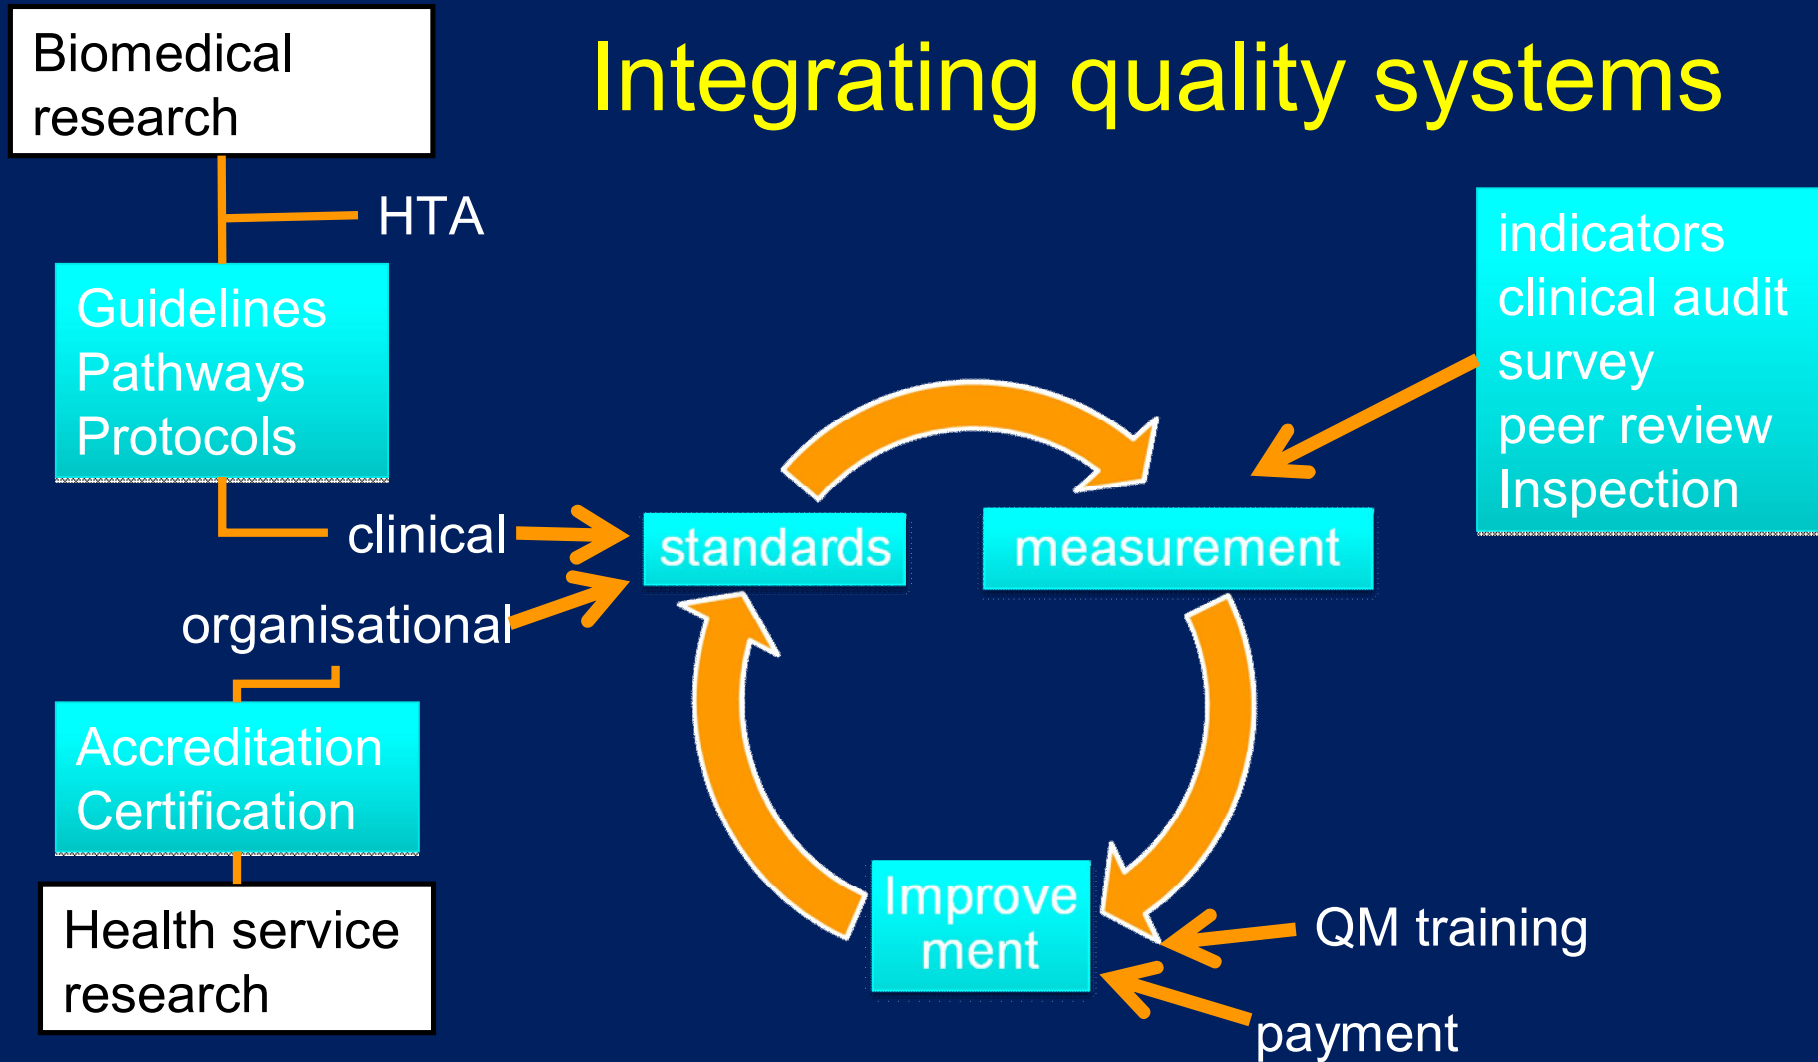 Integrating quality systems
Biomedical
research
HTA
Guidelines
Pathways
Protocols
clinical
organisational
Accreditation
Certification
Health service
research
standards
measurement
Improve
ment
indicators
clinical audit
survey
peer review
Inspection
QM training
payment